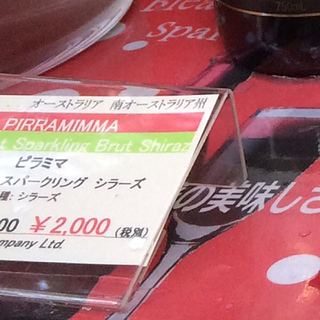 750mL
オーストラリア 南オーストラリア州
PIRRAMIMMA
Sparkling Brut Shiraz
ピラミマ
スパークリング シラーズ
種: シラーズ
00 ¥2,000 (税別)
mpany Ltd.
の美味しさ